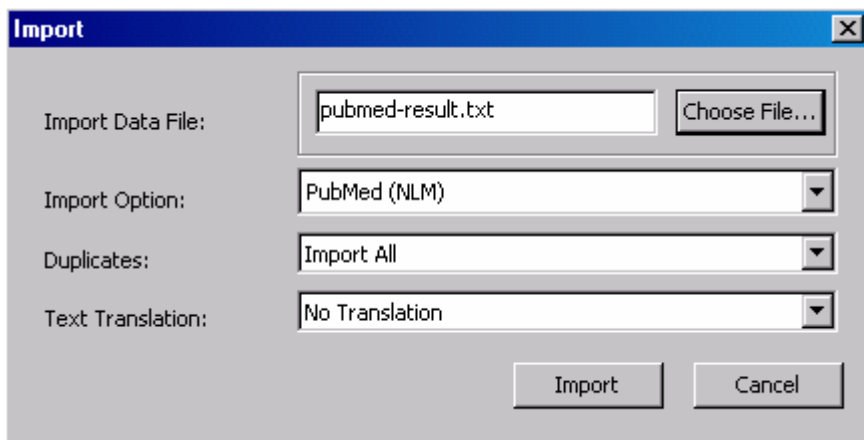 Import
Import Data File:
pubmed-result.txt
Choose File...
Import Option:
PubMed (NLM)
Duplicates:
Import All
Text Translation:
No Translation
Import
Cancel